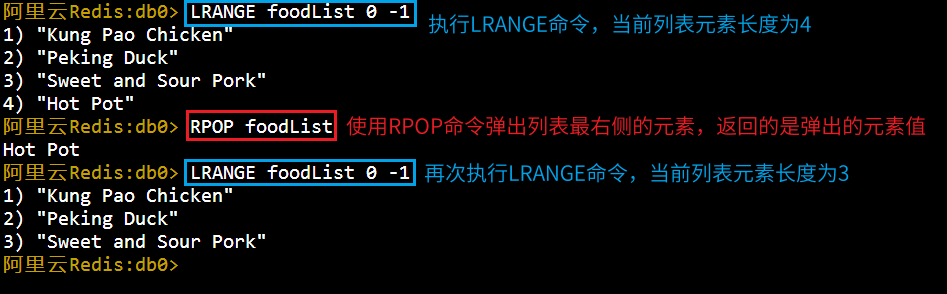 阿里云Redis:db0> LRANGE foodList 0 -1 执行LRANGE命令，当前列表元素长度为4
1) "Kung Pao Chicken"
2) "Peking Duck"
3) "Sweet and Sour Pork"
4) "Hot Pot"
阿里云Redis:db0> RPOP foodList 使用RPOP命令弹出列表最右侧的元素，返回的是弹出的元素值
Hot Pot
阿里云Redis:db0> LRANGE foodList 0 -1 再次执行LRANGE命令，当前列表元素长度为3
1) "Kung Pao Chicken"
2) "Peking Duck"
3) "Sweet and Sour Pork"
阿里云Redis:db0>